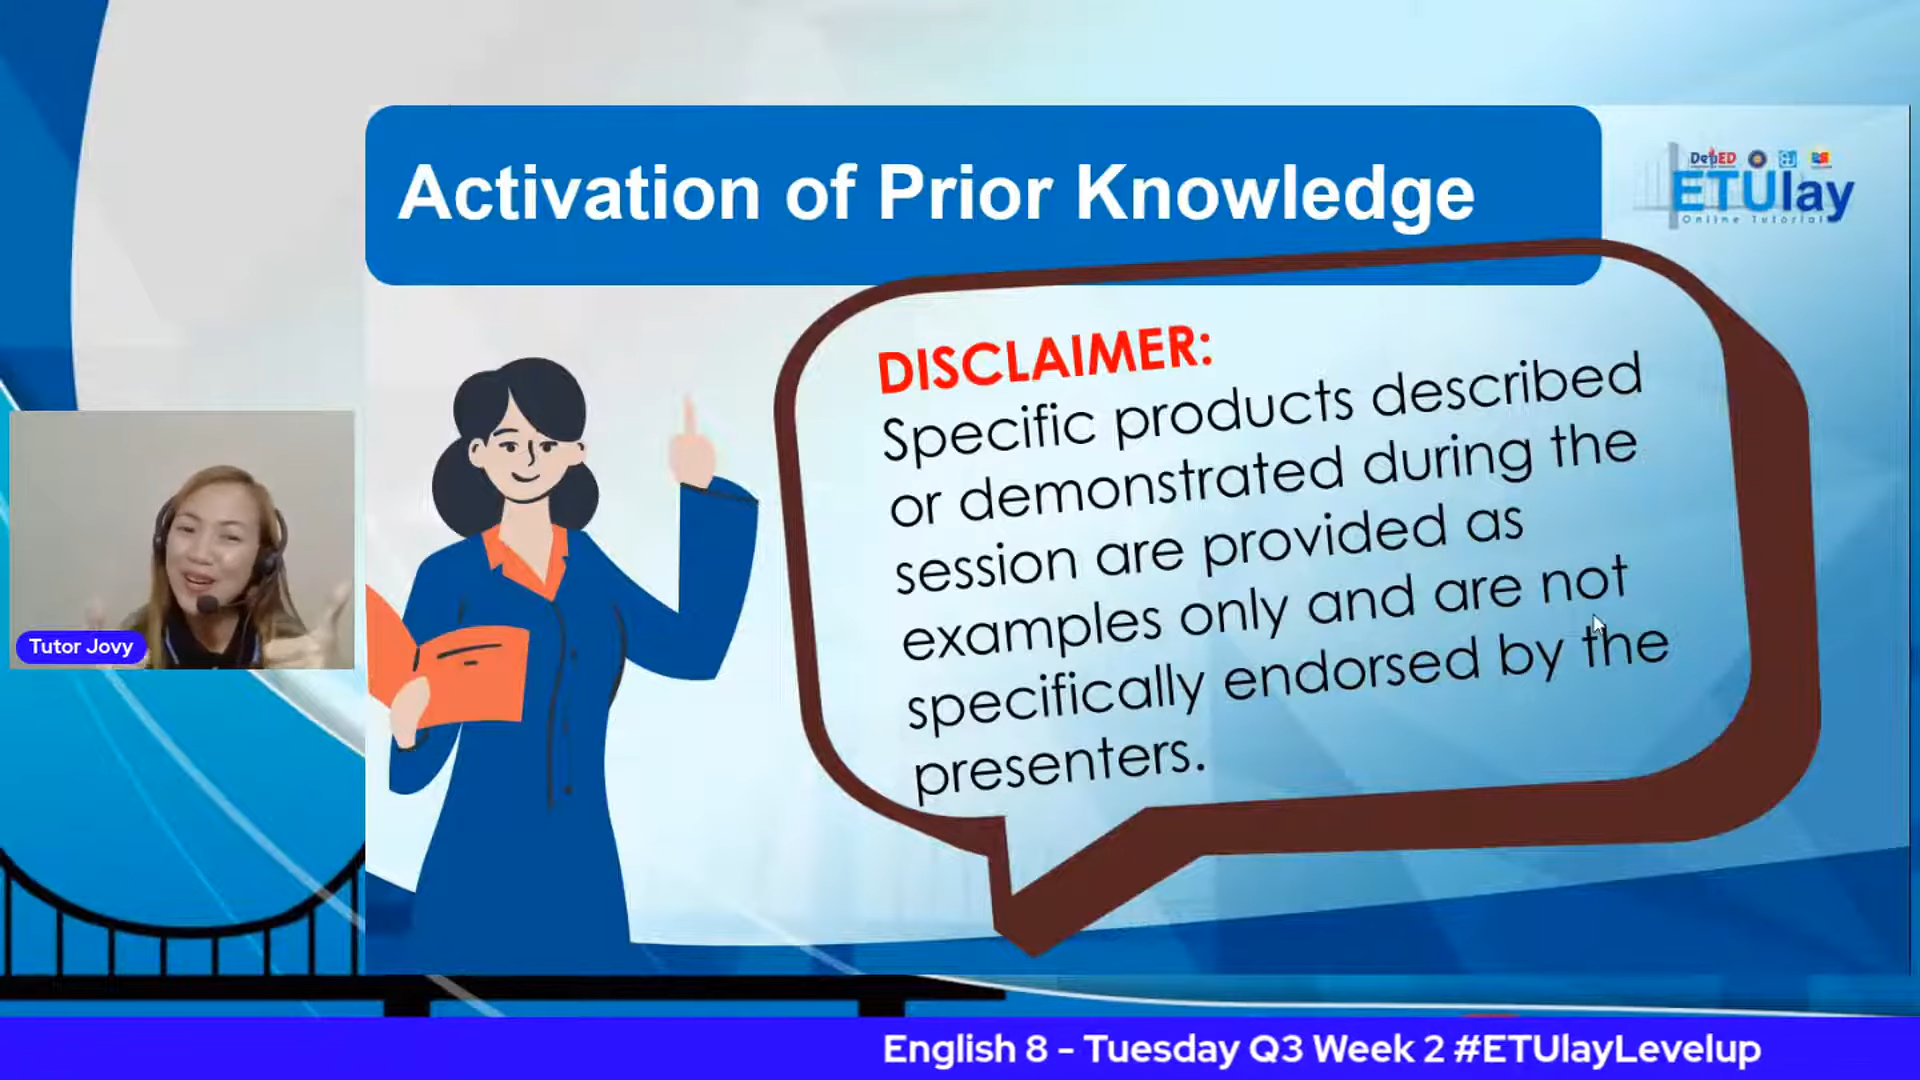 Activation of Prior Knowledge
DepED
ETUlay
Online Tutorial
DISCLAIMER:
Specific products described
or demonstrated during the
session are provided as
examples only and are not
specifically endorsed by the
presenters.
Tutor Jovy
English 8 - Tuesday Q3 Week 2 #ETUlayLevelup